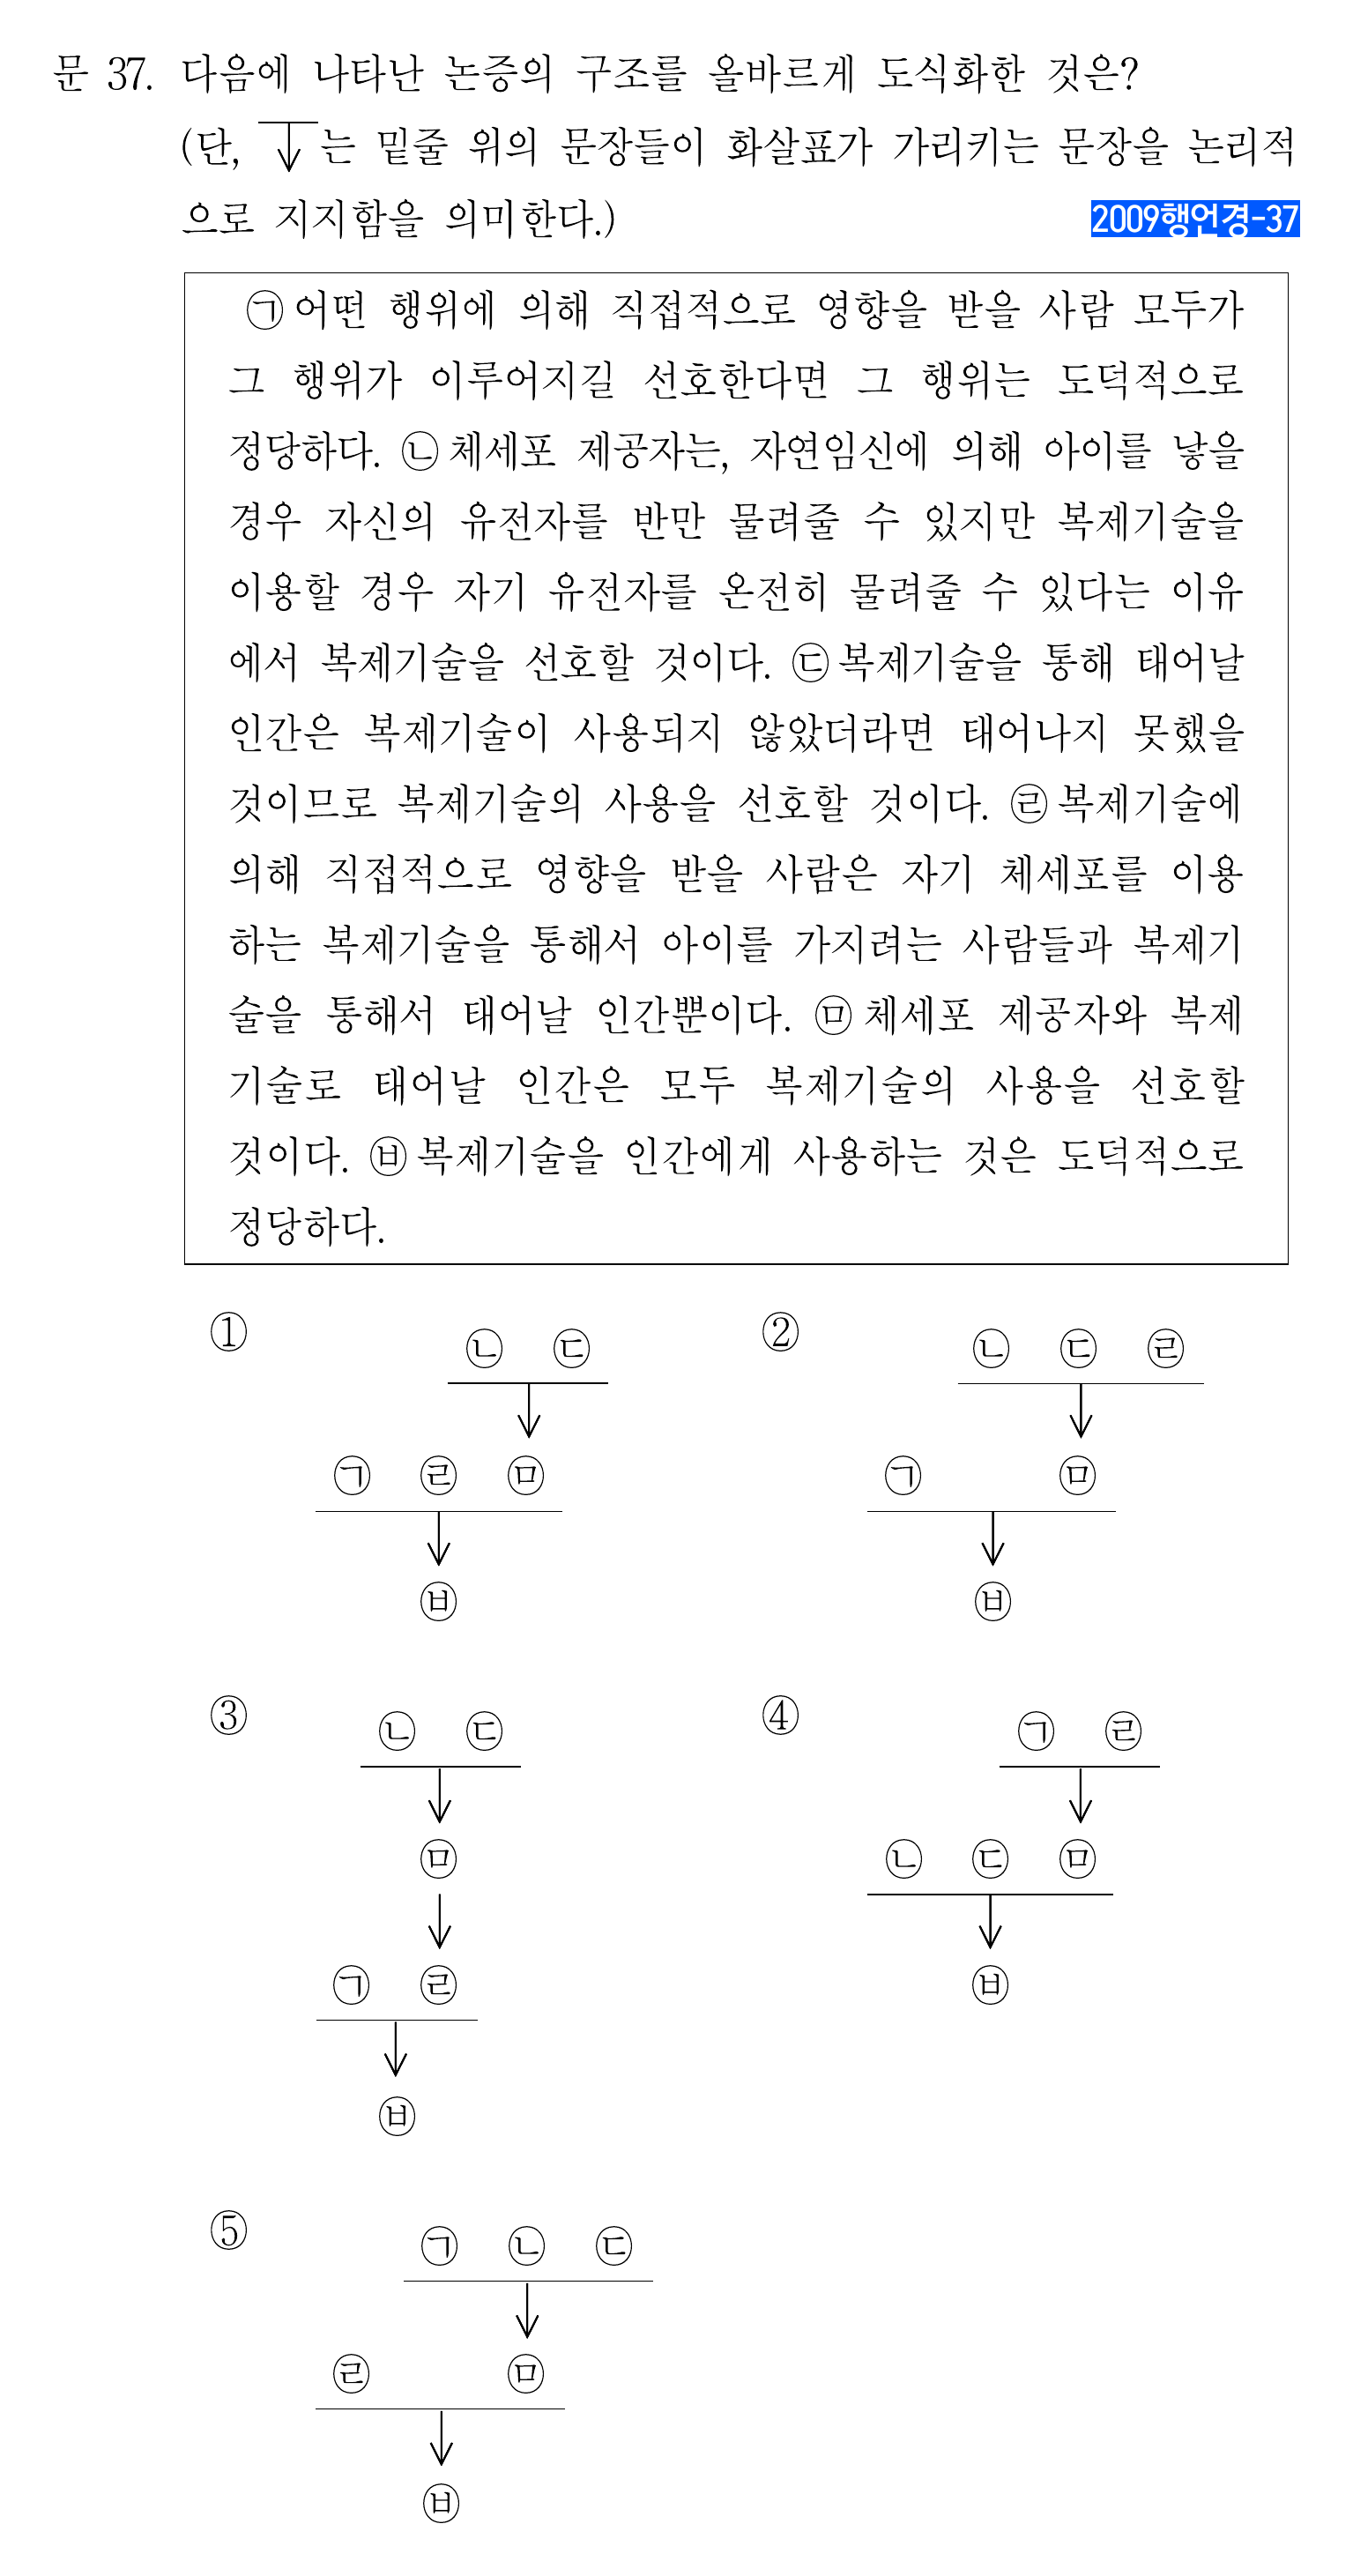 문 37. 다음에 나타난 논증의 구조를 올바르게 도식화한 것은?
(단, ↓는 밑줄 위의 문장들이 화살표가 가리키는 문장을 논리적
으로 지지함을 의미한다.)
2009행언경-37
㉠어떤 행위에 의해 직접적으로 영향을 받을 사람 모두가
그 행위가 이루어지길 선호한다면 그 행위는 도덕적으로
정당하다. ㉡체세포 제공자는, 자연임신에 의해 아이를 낳을
경우 자신의 유전자를 반만 물려줄 수 있지만 복제기술을
이용할 경우 자기 유전자를 온전히 물려줄 수 있다는 이유
에서 복제기술을 선호할 것이다. ㉢복제기술을 통해 태어날
인간은 복제기술이 사용되지 않았더라면 태어나지 못했을
것이므로 복제기술의 사용을 선호할 것이다. ㉣복제기술에
의해 직접적으로 영향을 받을 사람은 자기 체세포를 이용
하는 복제기술을 통해서 아이를 가지려는 사람들과 복제기
술을 통해서 태어날 인간뿐이다. ㉤체세포 제공자와 복제
기술로 태어날 인간은 모두 복제기술의 사용을 선호할
것이다. ㉥복제기술을 인간에게 사용하는 것은 도덕적으로
정당하다.
①
㉡ ㉢
↓
㉠ ㉣ ㉤
↓
㉥
②
㉡ ㉢ ㉣
↓
㉠ ㉤
↓
㉥
③
㉡ ㉢
↓
㉤
↓
㉠ ㉣
↓
㉥
④
㉠ ㉣
↓
㉡ ㉢ ㉤
↓
㉥
⑤
㉠ ㉡ ㉢
↓
㉣ ㉤
↓
㉥